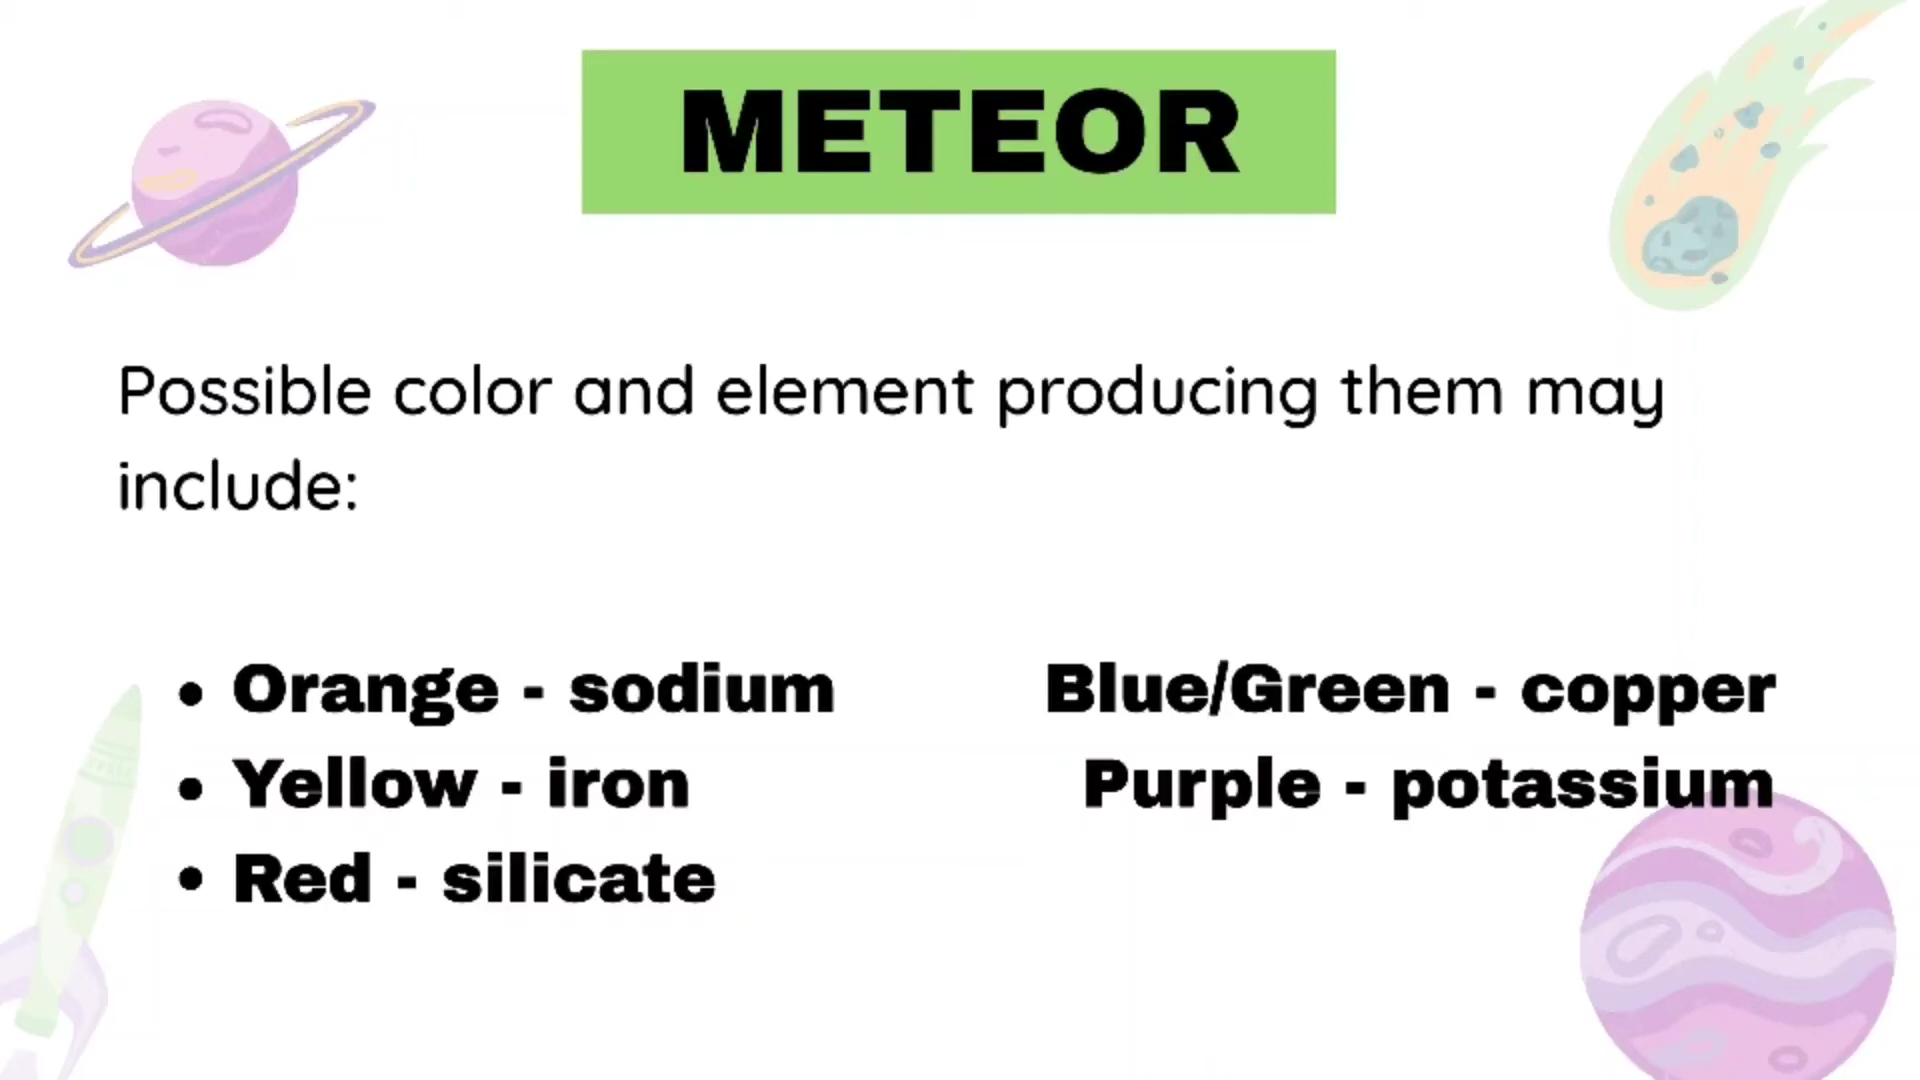 METEOR
Possible color and element producing them may
include:
• Orange - sodium
• Yellow - iron
• Red - silicate
Blue/Green - copper
Purple - potassium